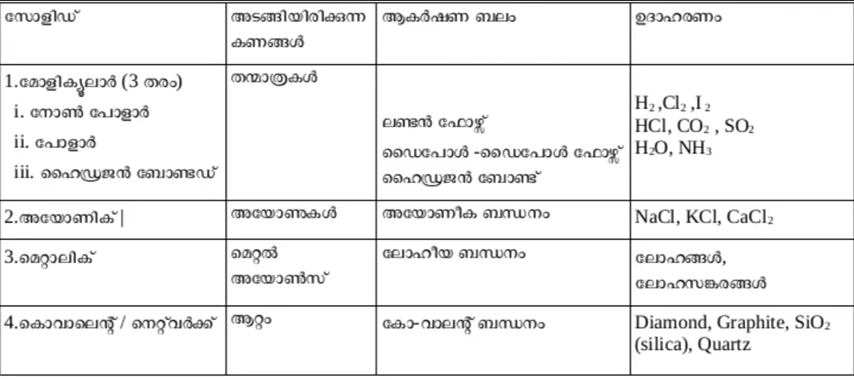 സോളിഡ്
അടങ്ങിയിരിക്കുന്ന
കണങ്ങൾ
ആകർഷണ ബലം
ഉദാഹരണം
1.മോളിക്യൂലാർ (3 തരം)
i. നോൺ പോളാർ
ii. പോളാർ
iii. ഹൈഡ്രജൻ ബോണ്ടഡ്
തന്മാത്രകൾ
ലണ്ടൻ ഫോഴ്സ്
ഡൈപോൾ -ഡൈപോൾ ഫോഴ്സ്
ഹൈഡ്രജൻ ബോണ്ട്
H₂ ,Cl₂ ,I ₂
HCl, CO₂ , SO₂
H₂O, NH₃
2.അയോണിക് |
അയോണുകൾ
അയോണീക ബന്ധനം
NaCl, KCl, CaCl₂
3.മെറ്റാലിക്
മെറ്റൽ
അയോൺസ്
ലോഹീയ ബന്ധനം
ലോഹങ്ങൾ,
ലോഹസങ്കരങ്ങൾ
4.കൊവാലെന്റ് / നെറ്റ്‌വർക്ക്
ആറ്റം
കോ-വാലന്റ് ബന്ധനം
Diamond, Graphite, SiO₂
(silica), Quartz